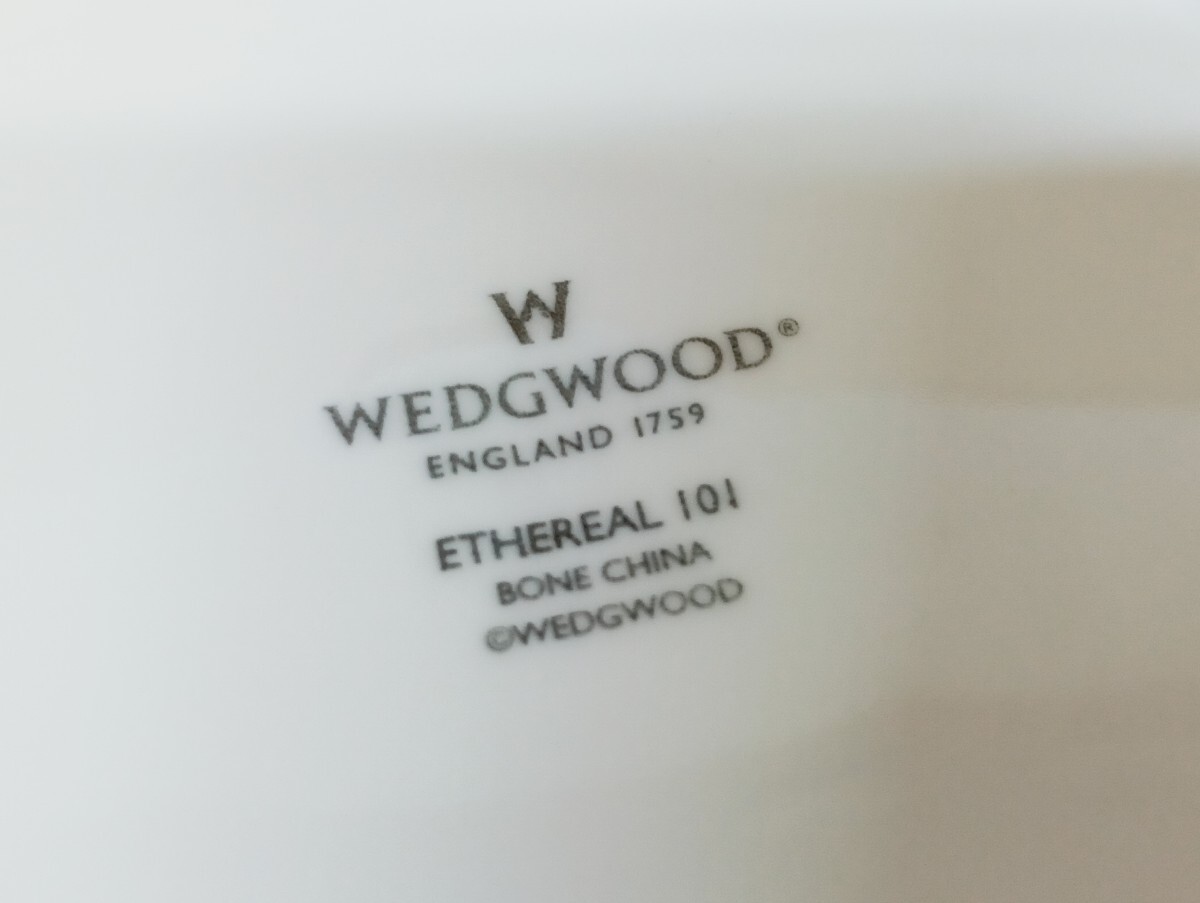 W
WEDGWOOD®
ENGLAND 1759
ETHEREAL 101
BONE CHINA
©WEDGWOOD